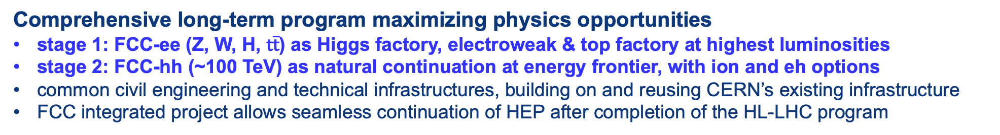 Comprehensive long-term program maximizing physics opportunities
• stage 1: FCC-ee (Z, W, H, tt̄) as Higgs factory, electroweak & top factory at highest luminosities
• stage 2: FCC-hh (~100 TeV) as natural continuation at energy frontier, with ion and eh options
• common civil engineering and technical infrastructures, building on and reusing CERN’s existing infrastructure
• FCC integrated project allows seamless continuation of HEP after completion of the HL-LHC program